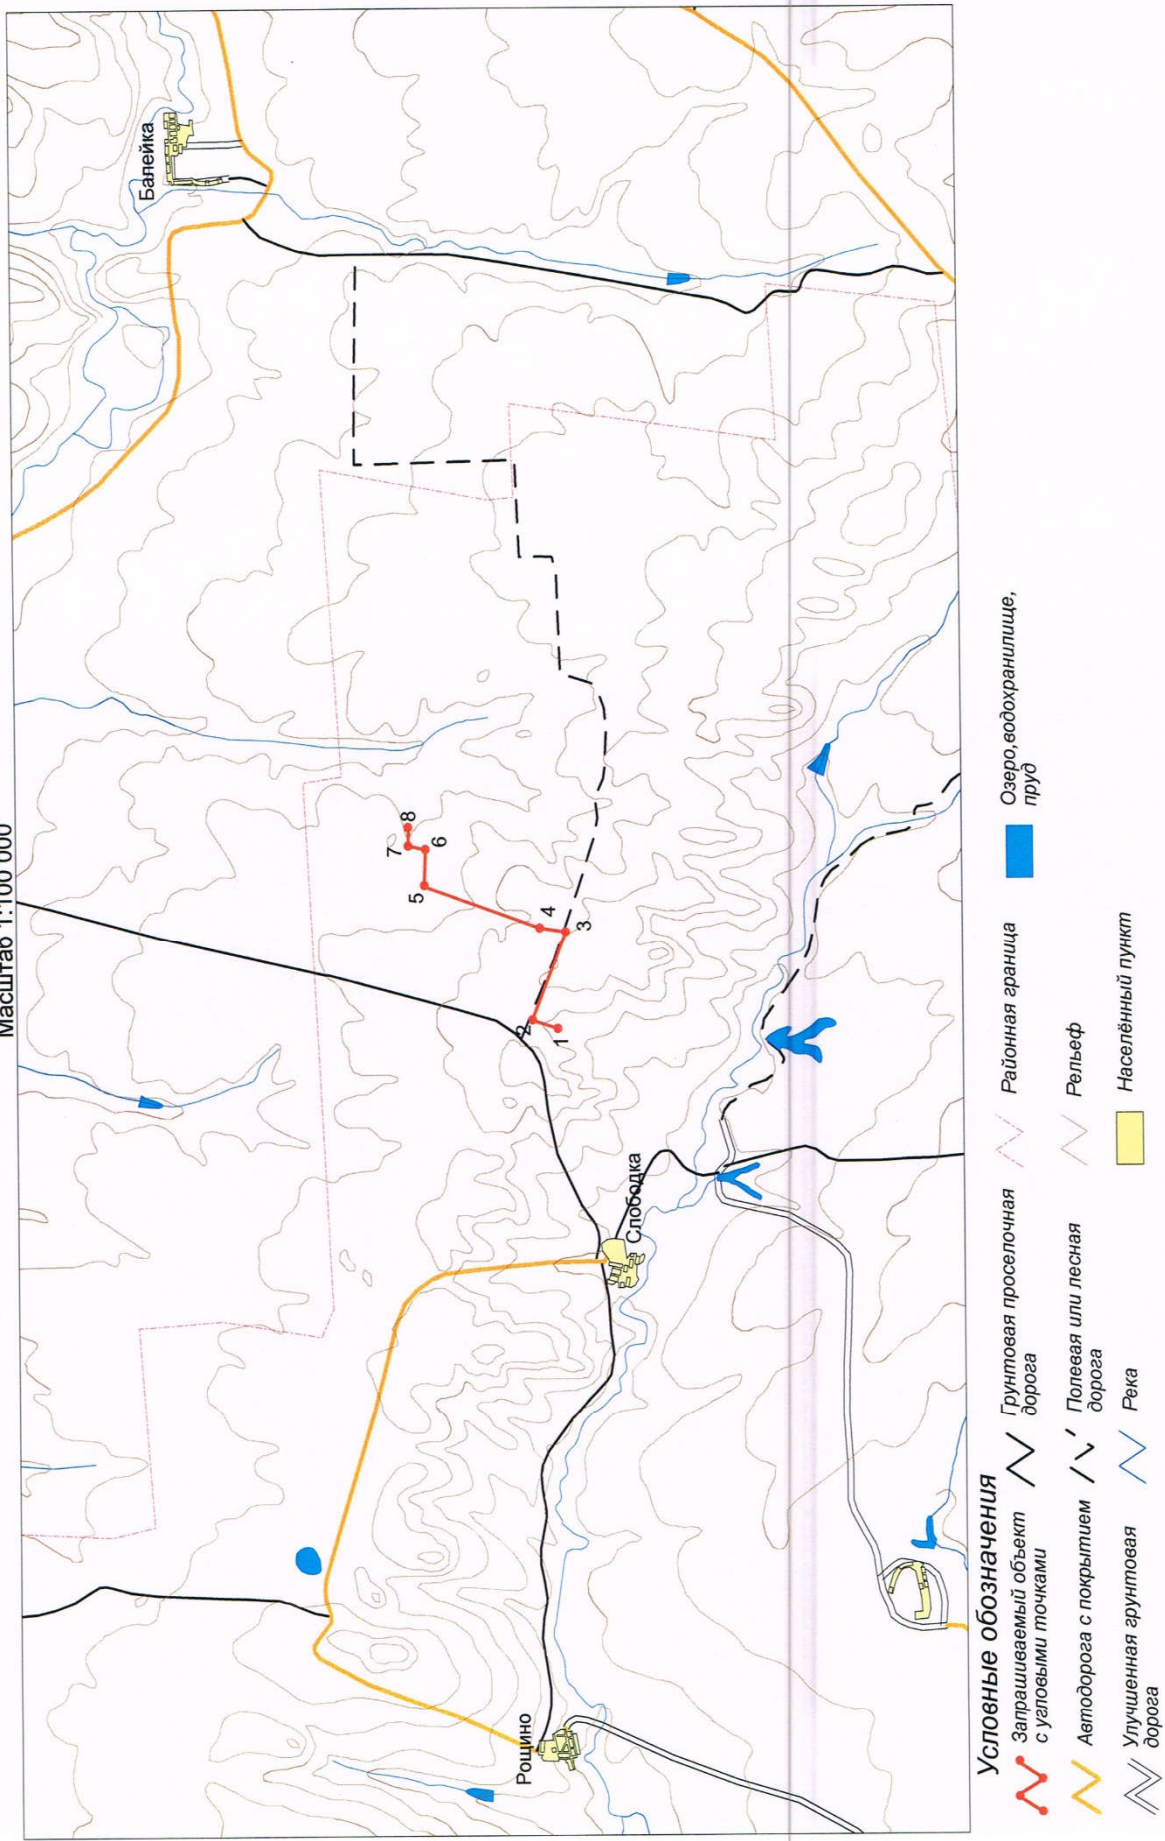 Масштаб 1:100 000
Балейка
8
7
6
5
4
3
2
1
Слободка
Рощино
Условные обозначения
Запрашиваемый объект
с угловыми точками
Автодорога с покрытием
Улучшенная грунтовая
дорога
Грунтовая проселочная
дорога
Полевая или лесная
дорога
Река
Районная граница
Рельеф
Населённый пункт
Озеро,водохранилище,
пруд